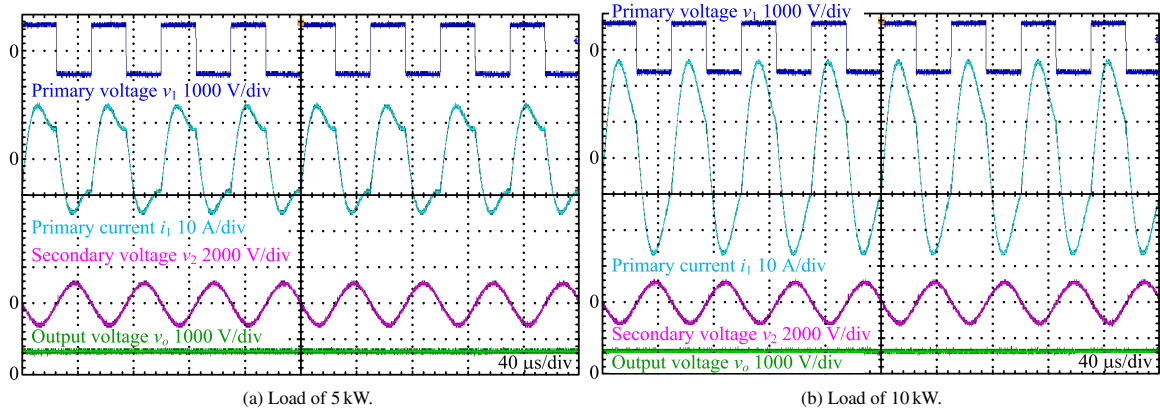 0
Primary voltage v1 1000 V/div
0
Primary current i1 10 A/div
Secondary voltage v2 2000 V/div
0
Output voltage vo 1000 V/div
40 μs/div
0
(a) Load of 5 kW.
Primary voltage v1 1000 V/div
0
0
Primary current i1 10 A/div
0
Secondary voltage v2 2000 V/div
Output voltage vo 1000 V/div
40 μs/div
0
(b) Load of 10 kW.